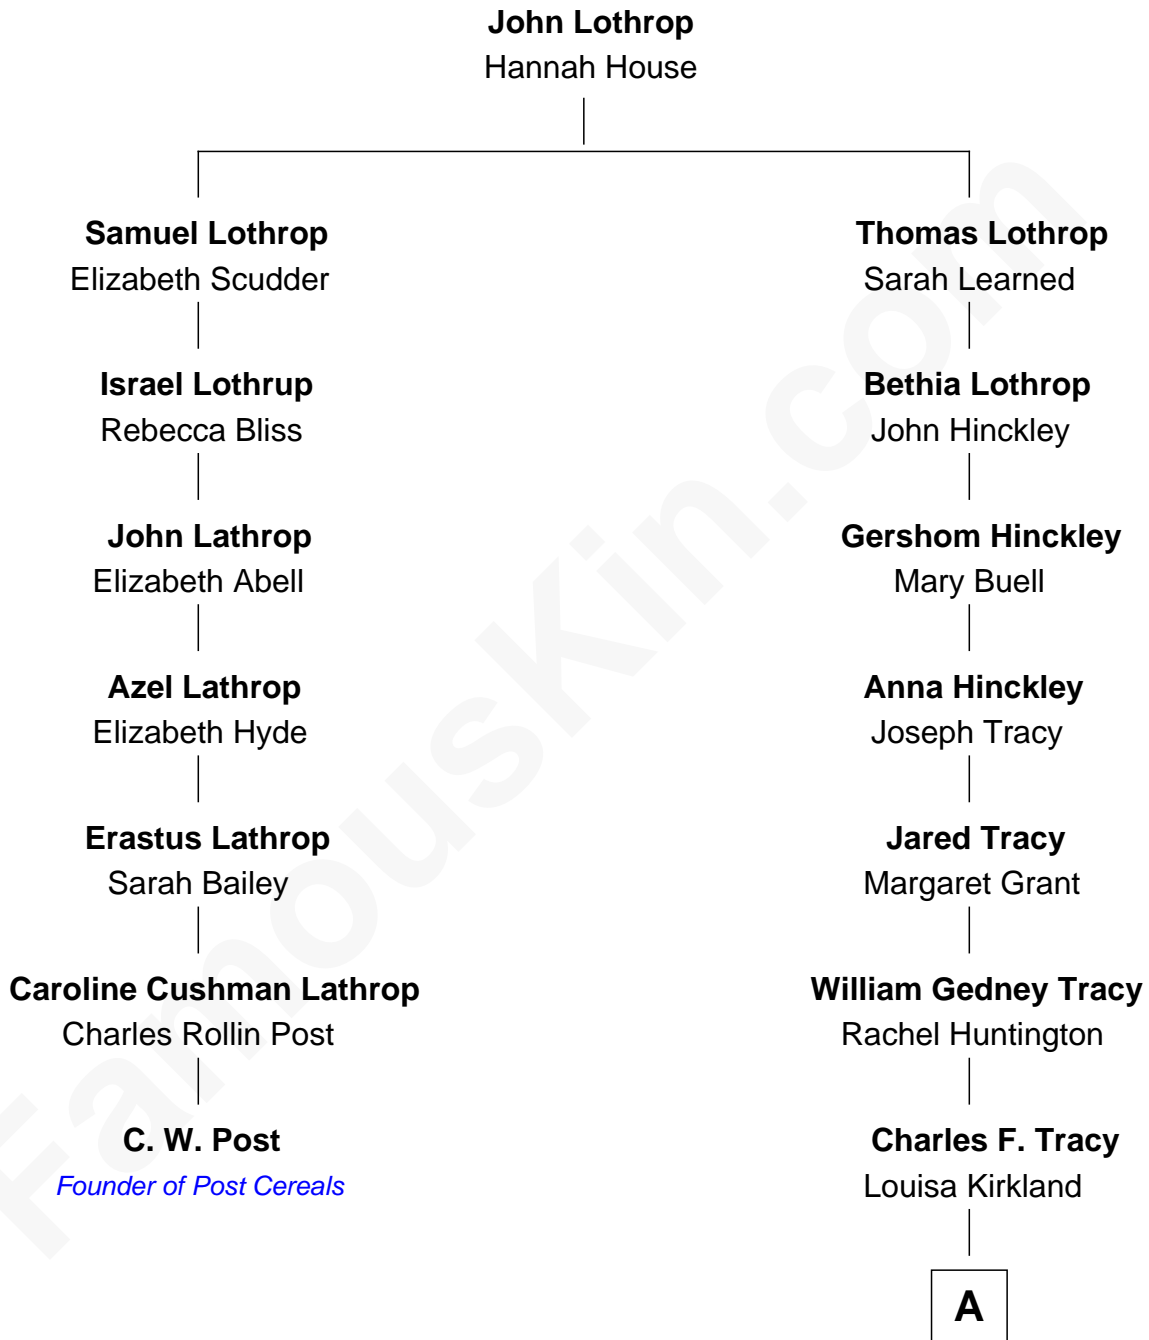 John Lothrop
Hannah House
Samuel Lothrop
Elizabeth Scudder
Israel Lothrup
Rebecca Bliss
John Lathrop
Elizabeth Abell
Azel Lathrop
Elizabeth Hyde
Erastus Lathrop
Sarah Bailey
Caroline Cushman Lathrop
Charles Rollin Post
C. W. Post
Founder of Post Cereals
Thomas Lothrop
Sarah Learned
Bethia Lothrop
John Hinckley
Gershom Hinckley
Mary Buell
Anna Hinckley
Joseph Tracy
Jared Tracy
Margaret Grant
William Gedney Tracy
Rachel Huntington
Charles F. Tracy
Louisa Kirkland
A
FamousKin.com